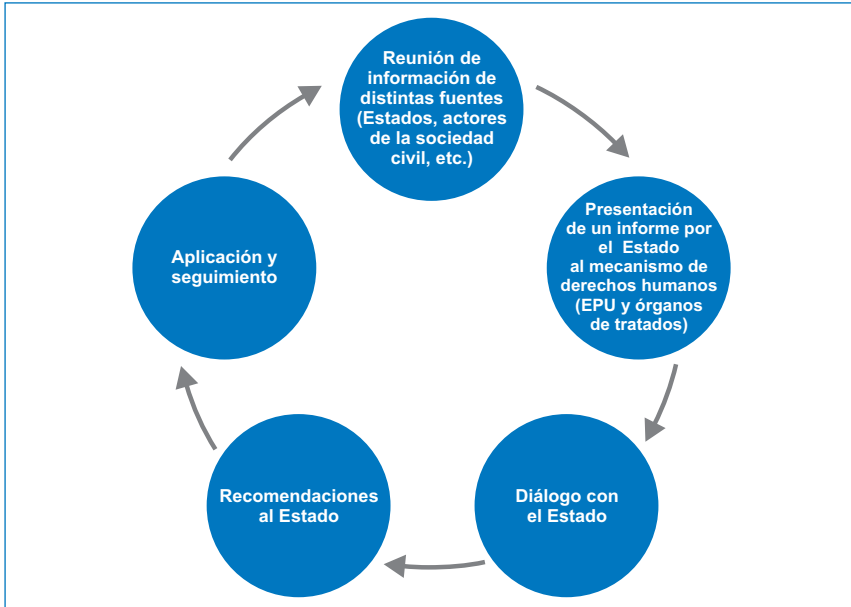 Reunión de
información de
distintas fuentes
(Estados, actores
de la sociedad
civil, etc.)
Presentación
de un informe por
el Estado
al mecanismo de
derechos humanos
(EPU y órganos
de tratados)
Diálogo con
el Estado
Recomendaciones
al Estado
Aplicación y
seguimiento